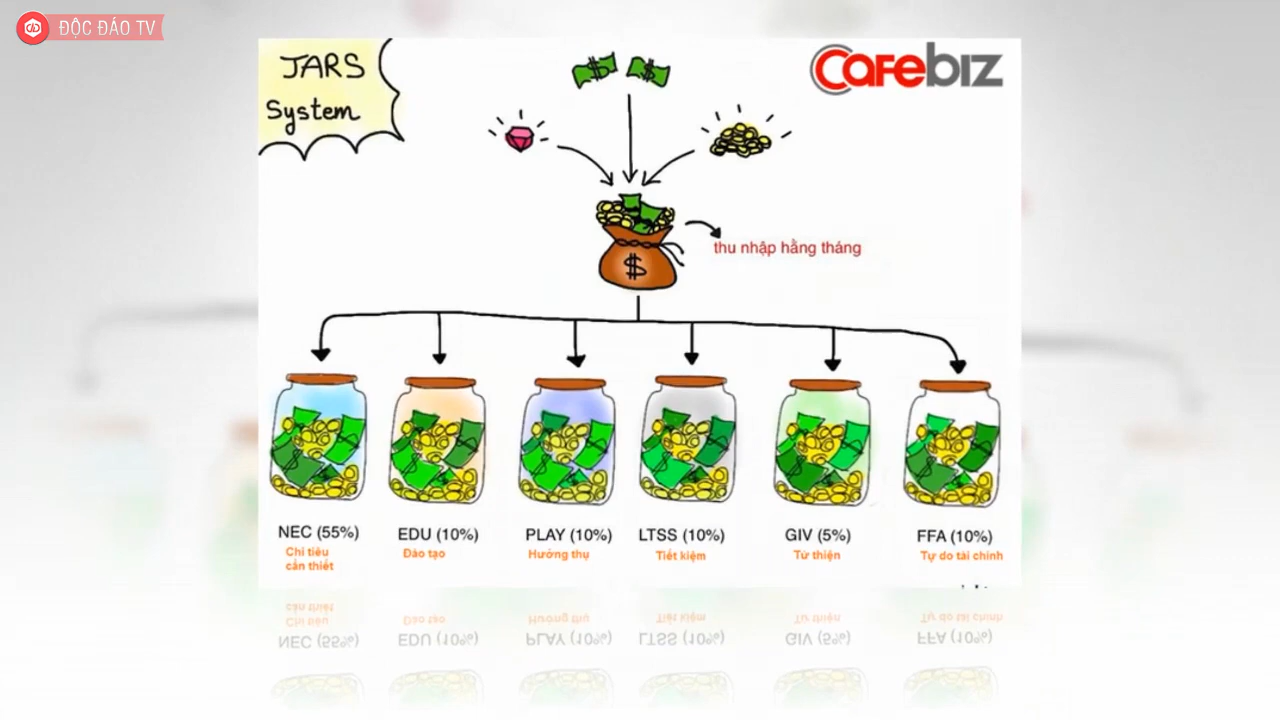 ĐỘC ĐÁO TV
JARS
System
CafeBIZ
$
$
thu nhập hằng tháng
$
NEC (55%)
Chi tiêu
cần thiết
EDU (10%)
Đào tạo
PLAY (10%)
Hưởng thụ
LTSS (10%)
Tiết kiệm
GIV (5%)
Từ thiện
FFA (10%)
Tự do tài chính